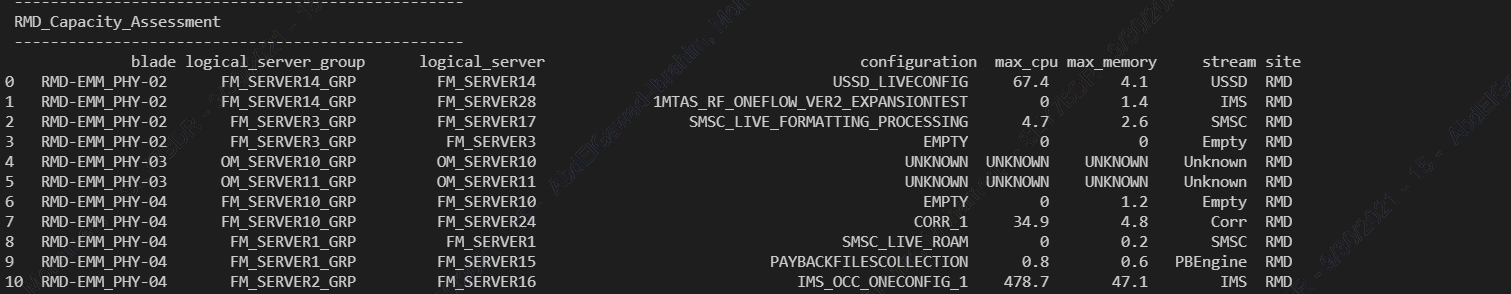 --------------------------------------------------
RMD_Capacity_Assessment
--------------------------------------------------
blade logical_server_group logical_server configuration max_cpu max_memory stream site
0 RMD-EMM_PHY-02 FM_SERVER14_GRP FM_SERVER14 USSD_LIVECONFIG 67.4 4.1 USSD RMD
1 RMD-EMM_PHY-02 FM_SERVER14_GRP FM_SERVER28 1MTAS_RF_ONEFLOW_VER2_EXPANSIONTEST 0 1.4 IMS RMD
2 RMD-EMM_PHY-02 FM_SERVER3_GRP FM_SERVER17 SMSC_LIVE_FORMATTING_PROCESSING 4.7 2.6 SMSC RMD
3 RMD-EMM_PHY-02 FM_SERVER3_GRP FM_SERVER3 EMPTY 0 0 Empty RMD
4 RMD-EMM_PHY-03 OM_SERVER10_GRP OM_SERVER10 UNKNOWN UNKNOWN UNKNOWN Unknown RMD
5 RMD-EMM_PHY-03 OM_SERVER11_GRP OM_SERVER11 UNKNOWN UNKNOWN UNKNOWN Unknown RMD
6 RMD-EMM_PHY-04 FM_SERVER10_GRP FM_SERVER10 EMPTY 0 1.2 Empty RMD
7 RMD-EMM_PHY-04 FM_SERVER10_GRP FM_SERVER24 CORR_1 34.9 4.8 Corr RMD
8 RMD-EMM_PHY-04 FM_SERVER1_GRP FM_SERVER1 SMSC_LIVE_ROAM 0 0.2 SMSC RMD
9 RMD-EMM_PHY-04 FM_SERVER1_GRP FM_SERVER15 PAYBACKFILESCOLLECTION 0.8 0.6 PBEngine RMD
10 RMD-EMM_PHY-04 FM_SERVER2_GRP FM_SERVER16 IMS_OCC_ONECONFIG_1 478.7 47.1 IMS RMD